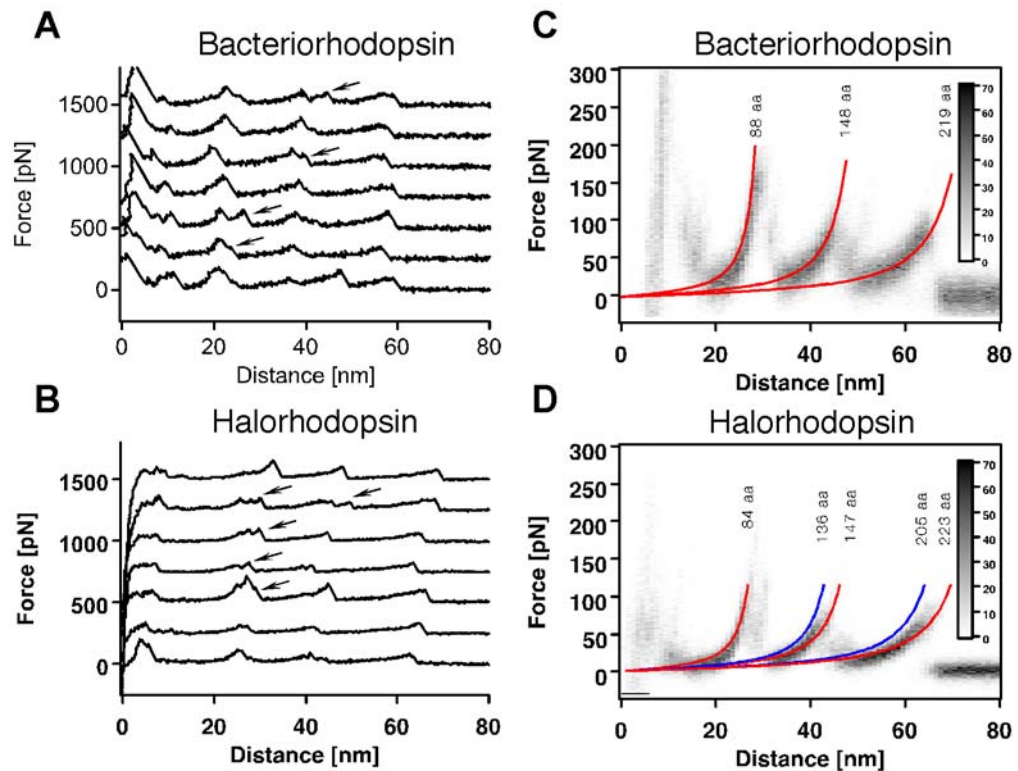 A
Bacteriorhodopsin
Force [pN]
1500
1000
500
0
0 20 40 60 80
Distance [nm]
B
Halorhodopsin
Force [pN]
1500
1000
500
0
0 20 40 60 80
Distance [nm]
C
Bacteriorhodopsin
Force [pN]
300
250
200
150
100
50
0
88 aa
148 aa
219 aa
70
60
50
40
30
20
10
0
0 20 40 60 80
Distance [nm]
D
Halorhodopsin
Force [pN]
300
250
200
150
100
50
0
84 aa
136 aa
147 aa
205 aa
223 aa
70
60
50
40
30
20
10
0
0 20 40 60 80
Distance [nm]